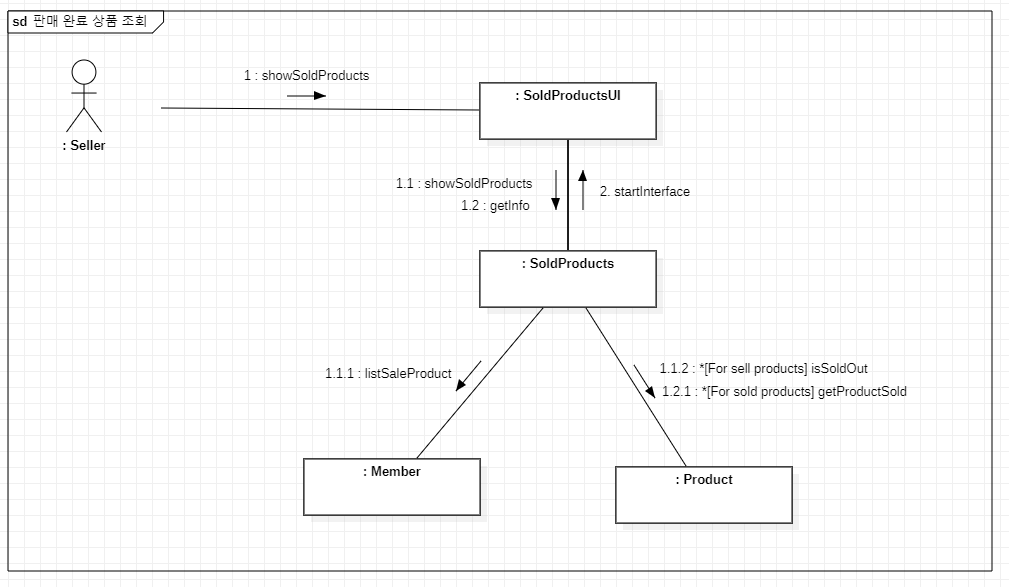 sd 판매 완료 상품 조회
1 : showSoldProducts
: SoldProductsUI
: Seller
1.1 : showSoldProducts
1.2 : getInfo
2. startInterface
: SoldProducts
1.1.1 : listSaleProduct
1.1.2 : *[For sell products] isSoldOut
1.2.1 : *[For sold products] getProductSold
: Member
: Product